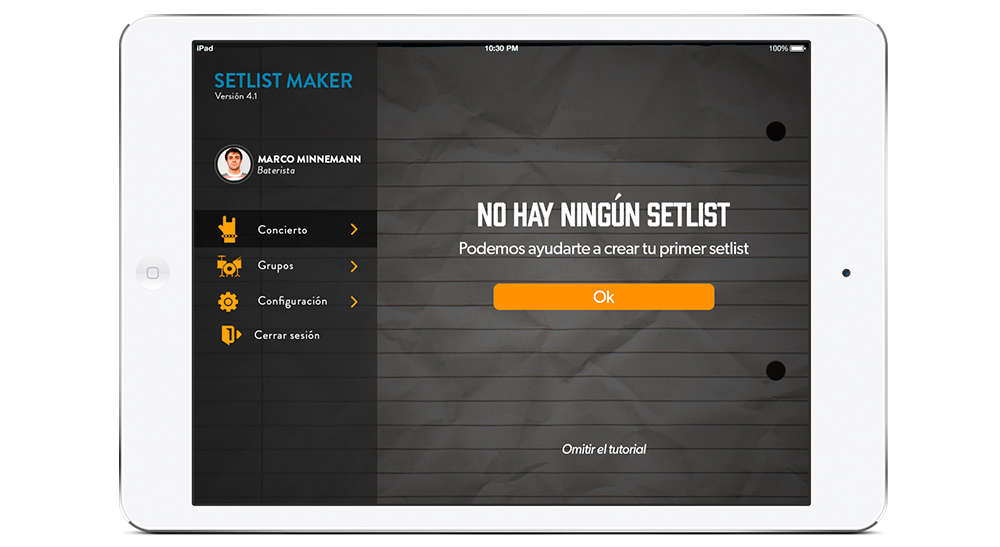 iPad
10:30 PM
100%
SETLIST MAKER
Versión 4.1
MARCO MINNEMANN
Baterista
Concierto
Grupos
Configuración
Cerrar sesión
NO HAY NINGÚN SETLIST
Podemos ayudarte a crear tu primer setlist
Ok
Omitir el tutorial